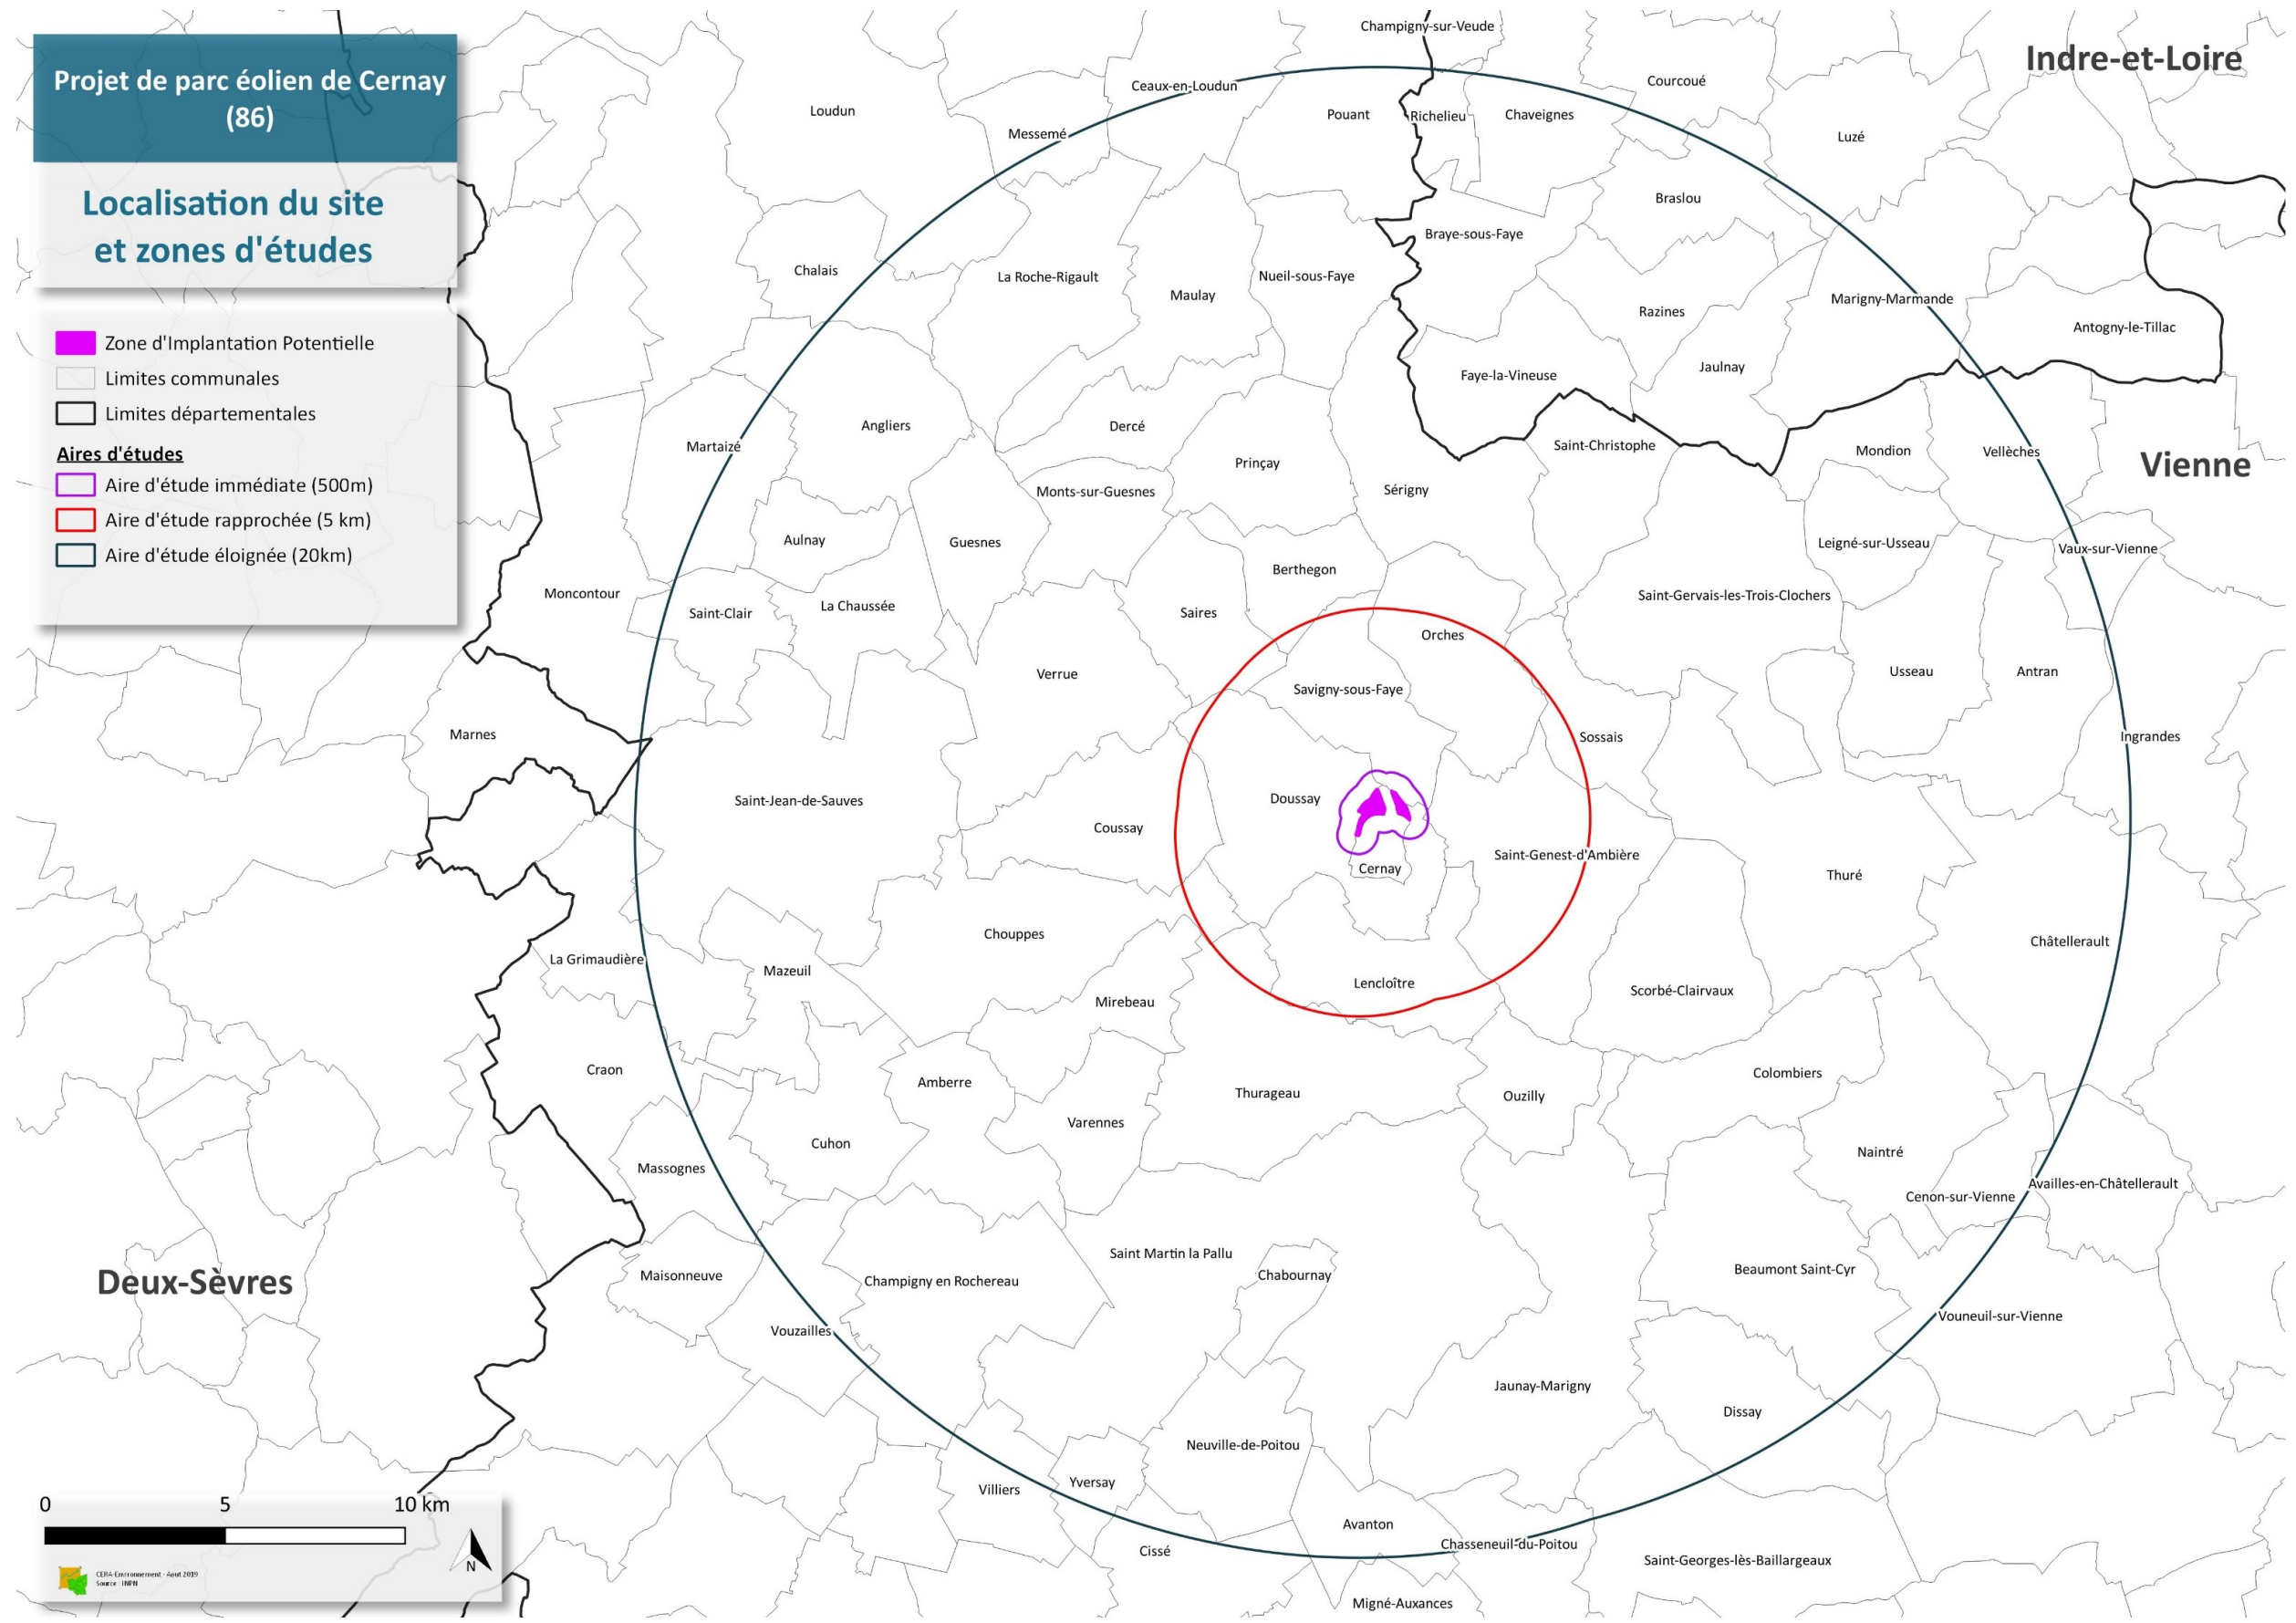 Projet de parc éolien de Cernay
(86)
Localisation du site
et zones d'études
Zone d'Implantation Potentielle
Limites communales
Limites départementales
Aires d'études
Aire d'étude immédiate (500m)
Aire d'étude rapprochée (5 km)
Aire d'étude éloignée (20km)
Champigny-sur-Veude
Indre-et-Loire
Ceaux-en-Loudun
Courcoué
Loudun
Pouant
Richelieu
Chaveignes
Messemé
Luzé
Braslou
Braye-sous-Faye
Chalais
La Roche-Rigault
Nueil-sous-Faye
Maulay
Marigny-Marmande
Razines
Antogny-le-Tillac
Jaulnay
Faye-la-Vineuse
Angliers
Dercé
Martaizé
Saint-Christophe
Mondion
Vellèches
Vienne
Prinçay
Monts-sur-Guesnes
Sérigny
Aulnay
Guesnes
Leigné-sur-Usseau
Vaux-sur-Vienne
Berthegon
Moncontour
Saint-Gervais-les-Trois-Clochers
La Chaussée
Saint-Clair
Saires
Orches
Verrue
Usseau
Antran
Savigny-sous-Faye
Marnes
Sossais
Ingrandes
Saint-Jean-de-Sauves
Doussay
Coussay
Saint-Genest-d'Ambière
Cernay
Thuré
Chouppes
Châtellerault
La Grimaudière
Mazeuil
Lencloître
Scorbé-Clairvaux
Mirebeau
Craon
Colombiers
Amberre
Thurageau
Ouzilly
Varennes
Cuhon
Naintré
Massognes
Availles-en-Châtellerault
Cenon-sur-Vienne
Saint Martin la Pallu
Beaumont Saint-Cyr
Deux-Sèvres
Maisonneuve
Champigny en Rochereau
Chabournay
Vouneuil-sur-Vienne
Vouzailles
Jaunay-Marigny
Dissay
Neuville-de-Poitou
Yversay
Villiers
Avanton
Chasseneuil-du-Poitou
Cissé
Saint-Georges-lès-Baillargeaux
Migné-Auxances
0 5 10 km
N
CERA-Environnement - Aout 2019
Source : INPN